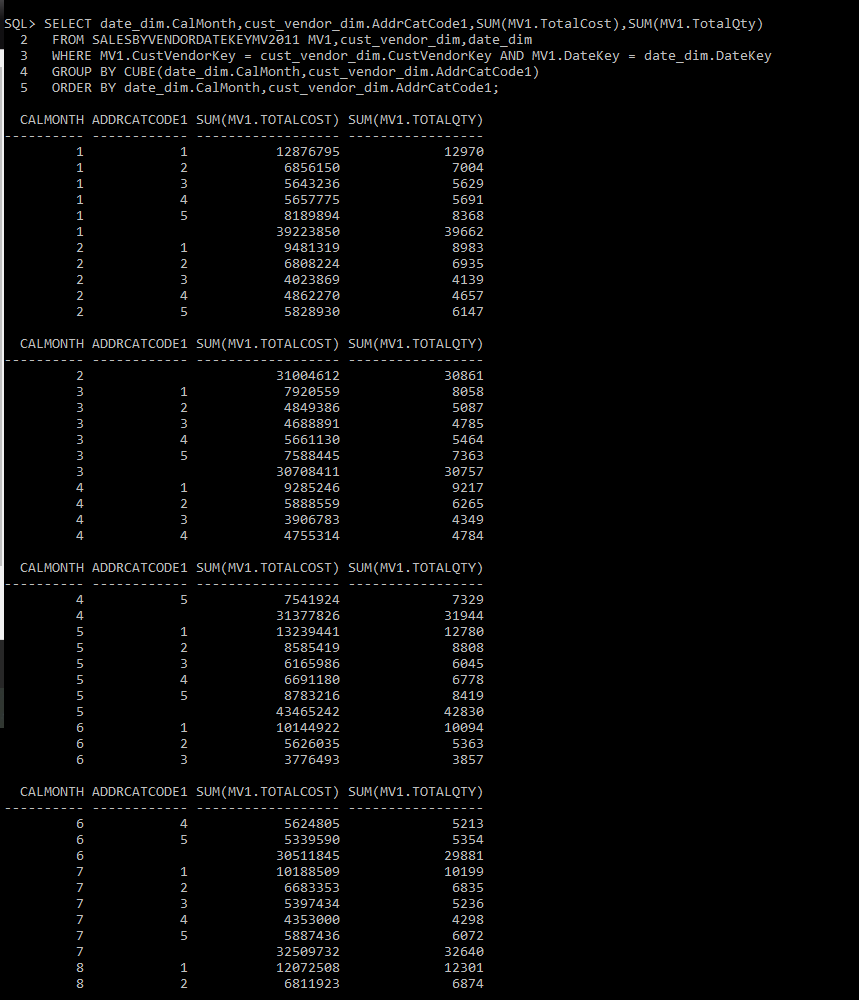 SQL> SELECT date_dim.CalMonth,cust_vendor_dim.AddrCatCode1,SUM(MV1.TotalCost),SUM(MV1.TotalQty)
  2   FROM SALESBYVENDORDATEKEYMV2011 MV1,cust_vendor_dim,date_dim
  3   WHERE MV1.CustVendorKey = cust_vendor_dim.CustVendorKey AND MV1.DateKey = date_dim.DateKey
  4   GROUP BY CUBE(date_dim.CalMonth,cust_vendor_dim.AddrCatCode1)
  5   ORDER BY date_dim.CalMonth,cust_vendor_dim.AddrCatCode1;

  CALMONTH ADDRCATCODE1 SUM(MV1.TOTALCOST) SUM(MV1.TOTALQTY)
---------- ------------ ------------------ -----------------
         1            1           12876795             12970
         1            2            6856150              7004
         1            3            5643236              5629
         1            4            5657775              5691
         1            5            8189894              8368
         1                        39223850             39662
         2            1            9481319              8983
         2            2            6808224              6935
         2            3            4023869              4139
         2            4            4862270              4657
         2            5            5828930              6147

  CALMONTH ADDRCATCODE1 SUM(MV1.TOTALCOST) SUM(MV1.TOTALQTY)
---------- ------------ ------------------ -----------------
         2                        31004612             30861
         3            1            7920559              8058
         3            2            4849386              5087
         3            3            4688891              4785
         3            4            5661130              5464
         3            5            7588445              7363
         3                        30708411             30757
         4            1            9285246              9217
         4            2            5888559              6265
         4            3            3906783              4349
         4            4            4755314              4784

  CALMONTH ADDRCATCODE1 SUM(MV1.TOTALCOST) SUM(MV1.TOTALQTY)
---------- ------------ ------------------ -----------------
         4            5            7541924              7329
         4                        31377826             31944
         5            1           13239441             12780
         5            2            8585419              8808
         5            3            6165986              6045
         5            4            6691180              6778
         5            5            8783216              8419
         5                        43465242             42830
         6            1           10144922             10094
         6            2            5626035              5363
         6            3            3776493              3857

  CALMONTH ADDRCATCODE1 SUM(MV1.TOTALCOST) SUM(MV1.TOTALQTY)
---------- ------------ ------------------ -----------------
         6            4            5624805              5213
         6            5            5339590              5354
         6                        30511845             29881
         7            1           10188509             10199
         7            2            6683353              6835
         7            3            5397434              5236
         7            4            4353000              4298
         7            5            5887436              6072
         7                        32509732             32640
         8            1           12072508             12301
         8            2            6811923              6874